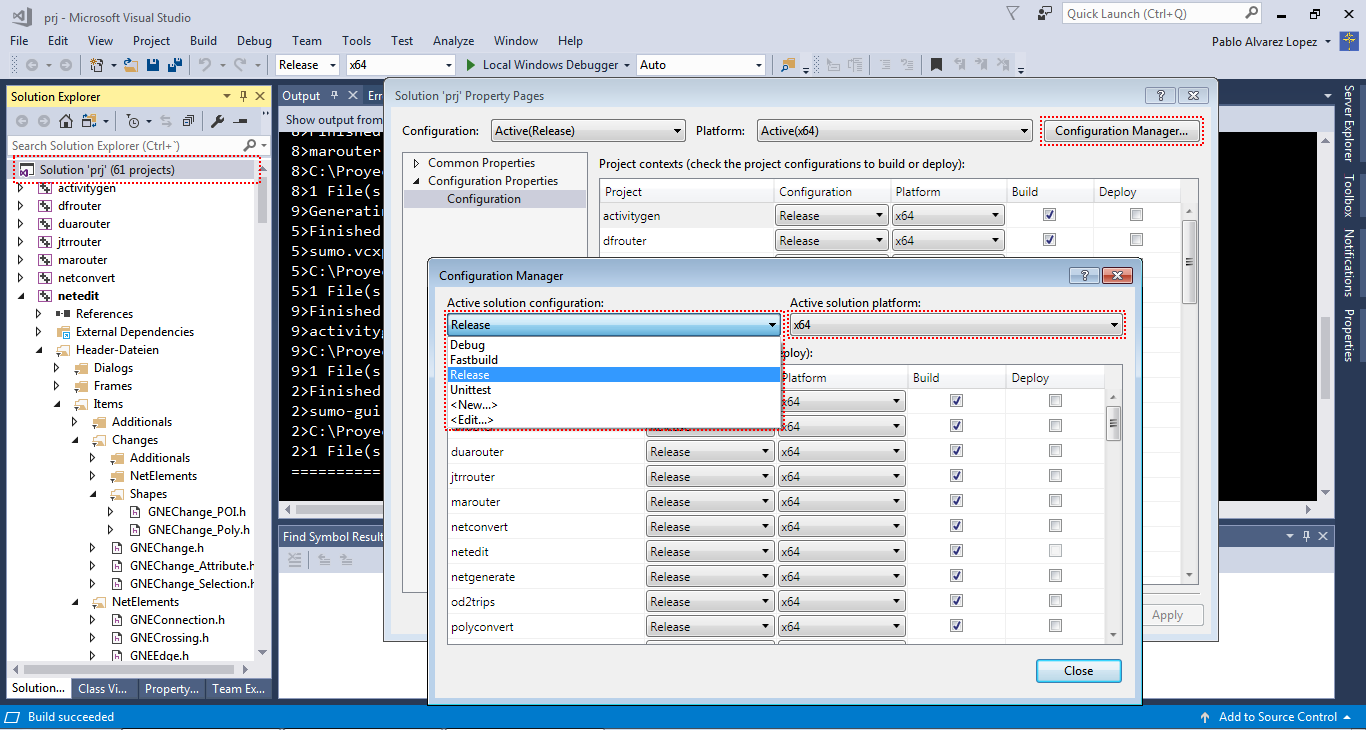 prj - Microsoft Visual Studio
Quick Launch (Ctrl+Q)
File Edit View Project Build Debug Team Tools Test Analyze Window Help
Pablo Alvarez Lopez
Release x64 Local Windows Debugger Auto
Solution Explorer
Search Solution Explorer (Ctrl+`)
Solution 'prj' (61 projects)
activitygen
dfrouter
duarouter
jtrrouter
marouter
netconvert
netedit
References
External Dependencies
Header-Dateien
Dialogs
Frames
Items
Additionals
Changes
Additionals
NetElements
Shapes
GNEChange_POI.h
GNEChange_Poly.h
GNEChange.h
GNEChange_Attribute.h
GNEChange_Selection.h
NetElements
GNEConnection.h
GNECrossing.h
GNEEdge.h
Solution... Class Vi... Property... Team Ex...
Output
Show output from
8>Finished
8>marouter
8>C:\Proye
8>1 File(s
9>Generatin
5>Finished
5>sumo.vcxp
5>C:\Proye
5>1 File(s
9>Finished
9>activityg
9>C:\Proye
9>1 File(s
2>Finished
2>sumo-gui
2>C:\Proye
2>1 File(s
==========
Find Symbol Result
Solution 'prj' Property Pages
Configuration: Active(Release) Platform: Active(x64) Configuration Manager...
Common Properties
Configuration Properties
Configuration
Project contexts (check the project configurations to build or deploy):
Project Configuration Platform Build Deploy
activitygen Release x64
dfrouter Release x64
Apply
Configuration Manager
Active solution configuration: Active solution platform:
Release x64
Debug
Fastbuild
Release
Unittest
<New...>
<Edit...>
ploy):
Platform Build Deploy
x64
x64
duarouter Release x64
jtrrouter Release x64
marouter Release x64
netconvert Release x64
netedit Release x64
netgenerate Release x64
od2trips Release x64
polyconvert Release x64
Close
Server Explorer
Toolbox
Notifications
Properties
Build succeeded
Add to Source Control